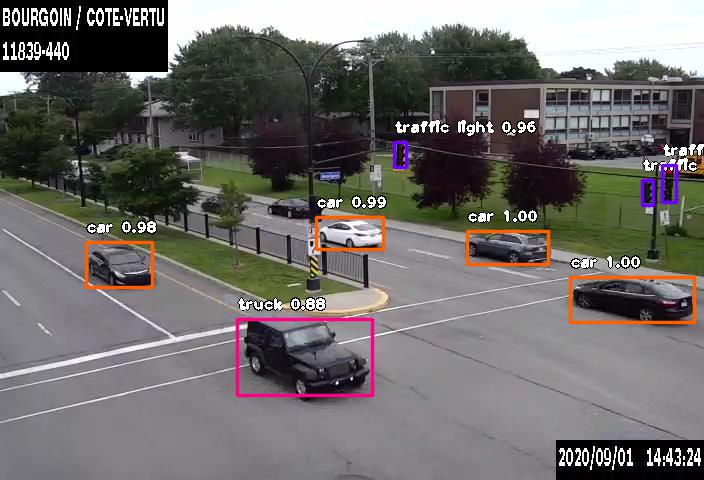 BOURGOIN / COTE-VERTU
11839-440
traffic light 0.96
traff
traffic
car 0.99
car 1.00
car 0.98
car 1.00
truck 0.88
2020/09/01 14:43:24